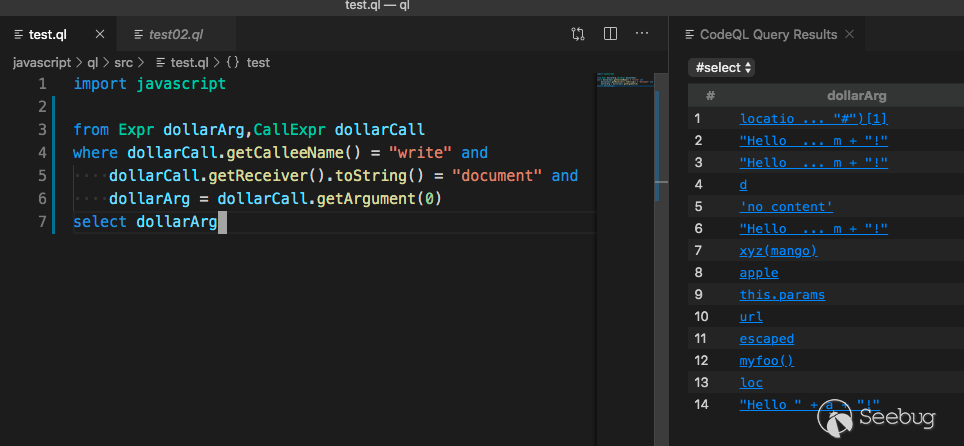 test.ql — ql
test.ql × test02.ql ···
javascript > ql > src > test.ql > {} test
1 import javascript
2
3 from Expr dollarArg,CallExpr dollarCall
4 where dollarCall.getCalleeName() = "write" and
5 ····dollarCall.getReceiver().toString() = "document" and
6 ····dollarArg = dollarCall.getArgument(0)
7 select dollarArg
CodeQL Query Results ×
#select
# dollarArg
1 locatio ... "#")[1]
2 "Hello ... m + "!"
3 "Hello ... m + "!"
4 d
5 'no content'
6 "Hello ... m + "!"
7 xyz(mango)
8 apple
9 this.params
10 url
11 escaped
12 myfoo()
13 loc
14 "Hello " + a + "!"
Seebug